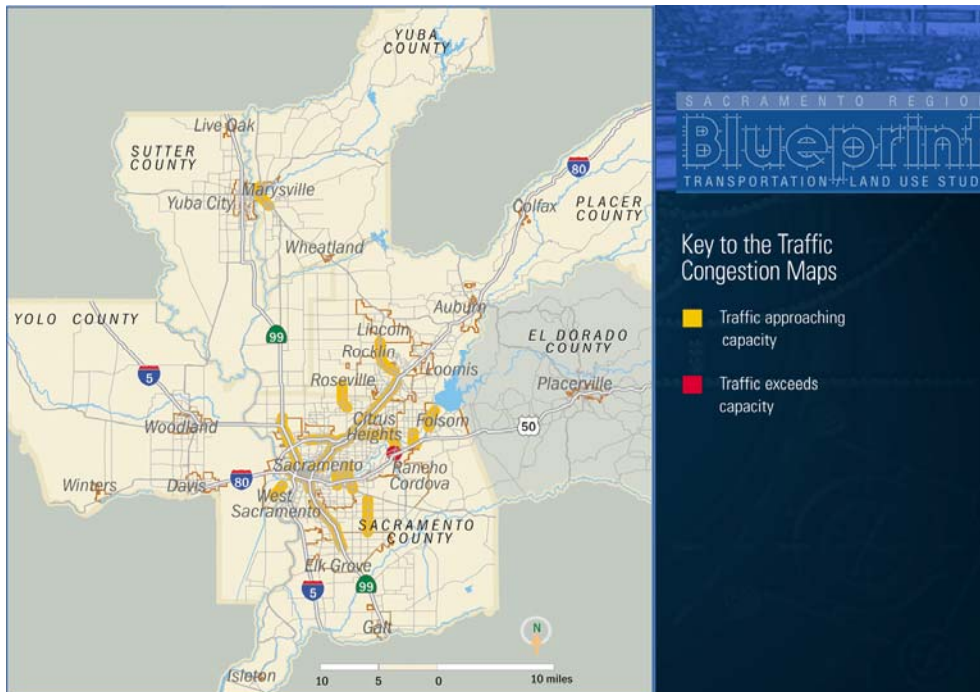 YUBA
COUNTY
Live Oak
SUTTER
COUNTY
Marysville
Yuba City
Wheatland
80
PLACER
COUNTY
Colfax
Auburn
YOLO COUNTY
99
5
Lincoln
Rocklin
Loomis
EL DORADO
COUNTY
Roseville
Placerville
Citrus
Heights
Folsom
50
Woodland
Sacramento
Rancho
Cordova
Winters
Davis
80
West
Sacramento
SACRAMENTO
COUNTY
Elk Grove
5
99
Galt
Isleton
N
10 5 0 10 miles
SACRAMENTO REGION
Blueprint
TRANSPORTATION / LAND USE STUD
Key to the Traffic
Congestion Maps
Traffic approaching
capacity
Traffic exceeds
capacity